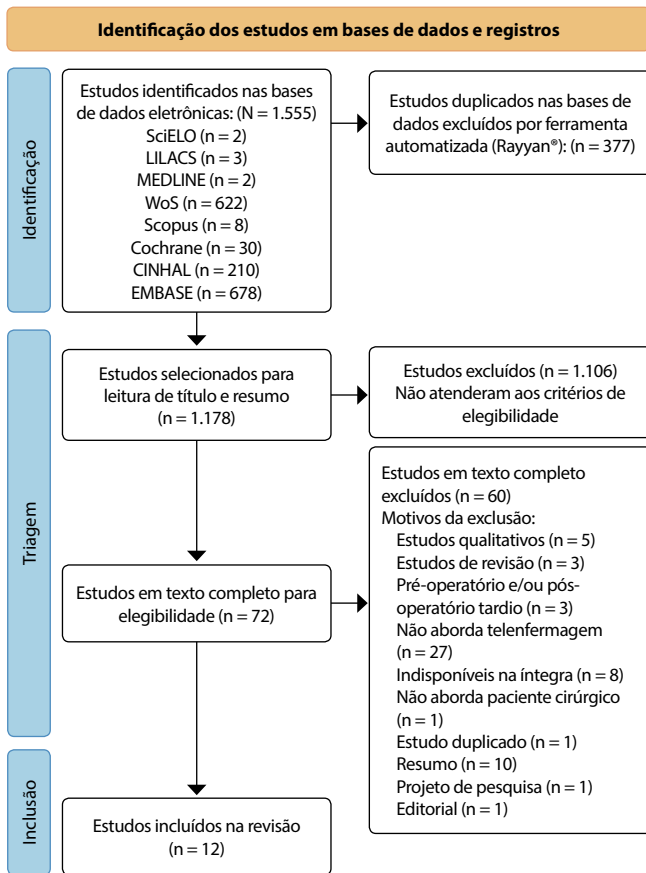 Identificação dos estudos em bases de dados e registros
Identificação
Estudos identificados nas bases
de dados eletrônicas: (N = 1.555)
SciELO (n = 2)
LILACS (n = 3)
MEDLINE (n = 2)
WoS (n = 622)
Scopus (n = 8)
Cochrane (n = 30)
CINHAL (n = 210)
EMBASE (n = 678)
Estudos duplicados nas bases de
dados excluídos por ferramenta
automatizada (Rayyan®): (n = 377)
Triagem
Estudos selecionados para
leitura de título e resumo
(n = 1.178)
Estudos excluídos (n = 1.106)
Não atenderam aos critérios de
elegibilidade
Estudos em texto completo para
elegibilidade (n = 72)
Estudos em texto completo
excluídos (n = 60)
Motivos da exclusão:
Estudos qualitativos (n = 5)
Estudos de revisão (n = 3)
Pré-operatório e/ou pós-
operatório tardio (n = 3)
Não aborda telenfermagem
(n = 27)
Indisponíveis na íntegra (n = 8)
Não aborda paciente cirúrgico
(n = 1)
Estudo duplicado (n = 1)
Resumo (n = 10)
Projeto de pesquisa (n = 1)
Editorial (n = 1)
Inclusão
Estudos incluídos na revisão
(n = 12)